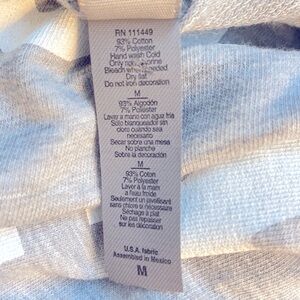 RN 111449
93% Cotton
7% Polyester
Hand wash Cold
Only non-chlorine
Bleach when needed
Dry flat
Do not iron decoration
M
93% Algodón
7% Polyester
Lavar a mano con agua fria
Solo blanqueador sin
cloro cuando sea
necesario
Secar sobre una mesa
No planche
Sobre la decoración
M
93% Coton
7% Polyester
Laver à la main
a l'eau froide
Seulement un javellisant
sans chlore si nécessaire
Séchage à plat
Ne pas repasser
sur les decoration
U.S.A. fabric
Assembled in Mexico
M